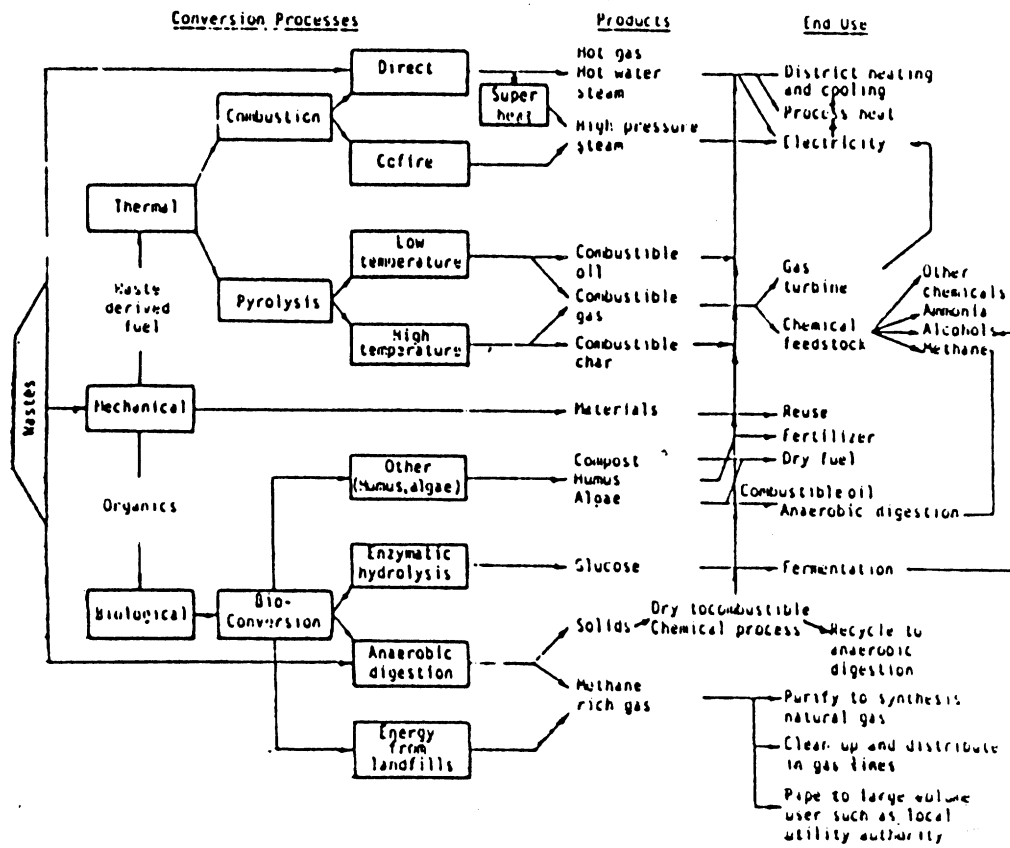 Conversion Processes
Products
End Use
Direct
Super
heat
Combustion
Cofire
Thermal
Low
temperature
Pyrolysis
High
temperature
Waste
derived
fuel
Wastes
Mechanical
Organics
Other
(Humus, algae)
Enzymatic
hydrolysis
Biological
Bio-
Conversion
Anaerobic
digestion
Energy
from
landfills
Hot gas
Hot water
steam
High pressure
steam
Combustible
oil
Combustible
gas
Combustible
char
Materials
Compost
Humus
Algae
Glucose
Solids
Methane
rich gas
District heating
and cooling
Process heat
Electricity
Gas
turbine
Chemical
feedstock
Other
chemicals
Ammonia
Alcohols
Methane
Reuse
Fertilizer
Dry fuel
Combustible oil
Anaerobic digestion
Fermentation
Dry tocombustible
Chemical process
Recycle to
anaerobic
digestion
Purify to synthesis
natural gas
Clean up and distribute
in gas lines
Pipe to large
user such as local
utility authority